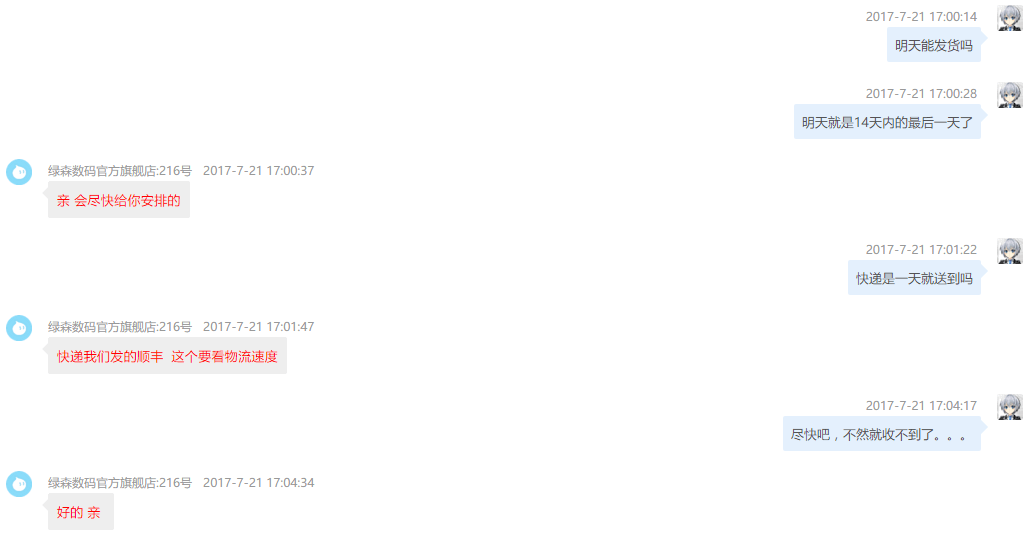 2017-7-21 17:00:14
明天能发货吗
2017-7-21 17:00:28
明天就是14天内的最后一天了
绿森数码官方旗舰店:216号 2017-7-21 17:00:37
亲 会尽快给你安排的
2017-7-21 17:01:22
快递是一天就送到吗
绿森数码官方旗舰店:216号 2017-7-21 17:01:47
快递我们发的顺丰 这个要看物流速度
2017-7-21 17:04:17
尽快吧，不然就收不到了。。。
绿森数码官方旗舰店:216号 2017-7-21 17:04:34
好的 亲